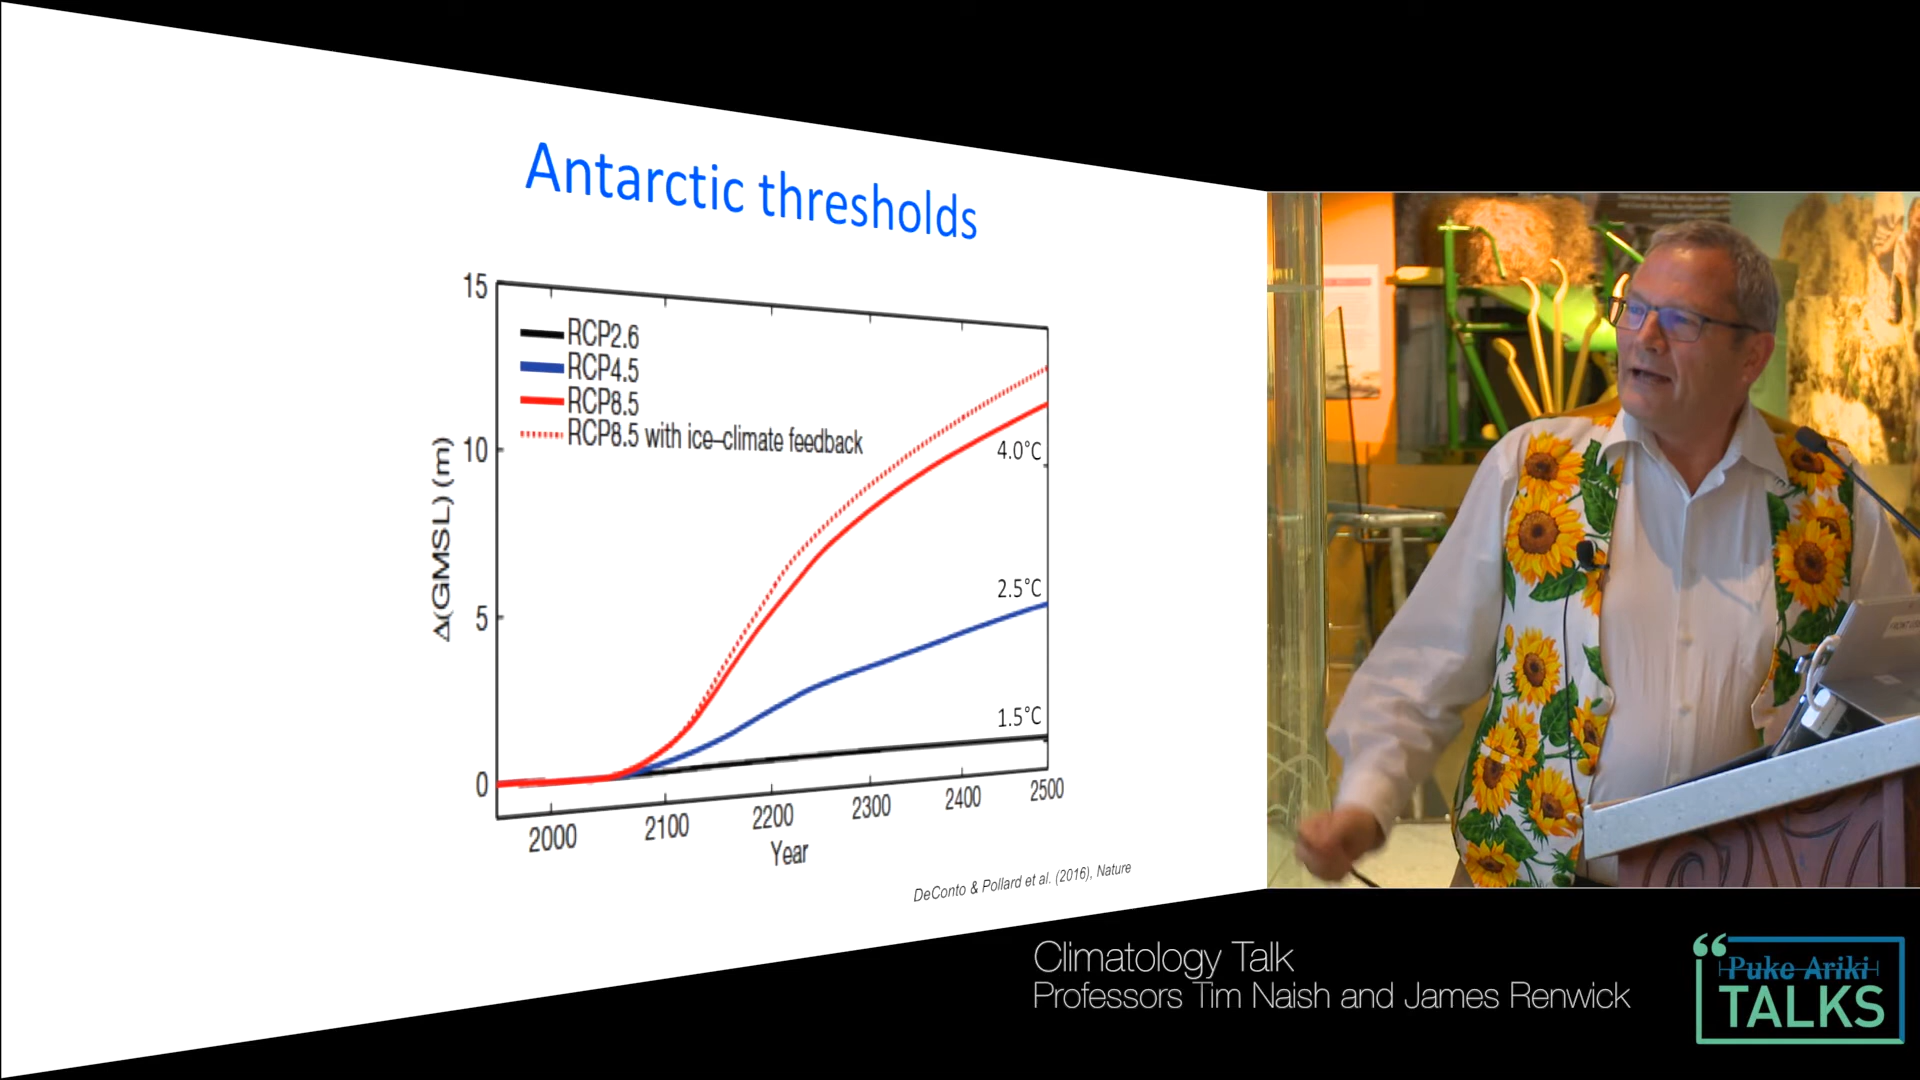 Antarctic thresholds
15
10
5
0
Δ(GMSL) (m)
RCP2.6
RCP4.5
RCP8.5
RCP8.5 with ice–climate feedback
4.0°C
2.5°C
1.5°C
2000
2100
2200
2300
2400
2500
Year
DeConto & Pollard et al. (2016), Nature
Climatology Talk
Professors Tim Naish and James Renwick
“
Puke Ariki
TALKS